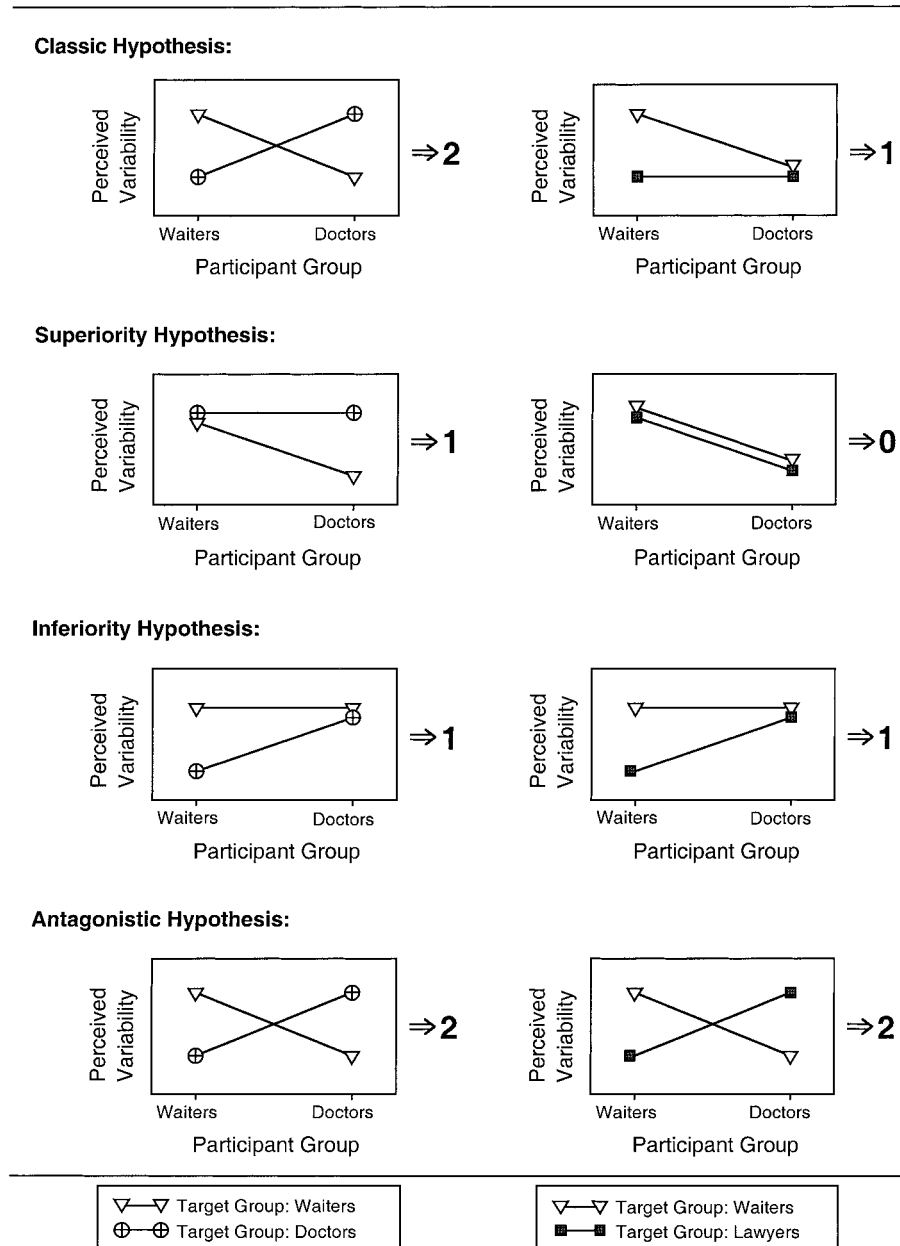 Classic Hypothesis:
Perceived
Variability
Waiters Doctors
Participant Group
⇒2
Perceived
Variability
Waiters Doctors
Participant Group
⇒1
Superiority Hypothesis:
Perceived
Variability
Waiters Doctors
Participant Group
⇒1
Perceived
Variability
Waiters Doctors
Participant Group
⇒0
Inferiority Hypothesis:
Perceived
Variability
Waiters Doctors
Participant Group
⇒1
Perceived
Variability
Waiters Doctors
Participant Group
⇒1
Antagonistic Hypothesis:
Perceived
Variability
Waiters Doctors
Participant Group
⇒2
Perceived
Variability
Waiters Doctors
Participant Group
⇒2
Target Group: Waiters
Target Group: Doctors
Target Group: Waiters
Target Group: Lawyers